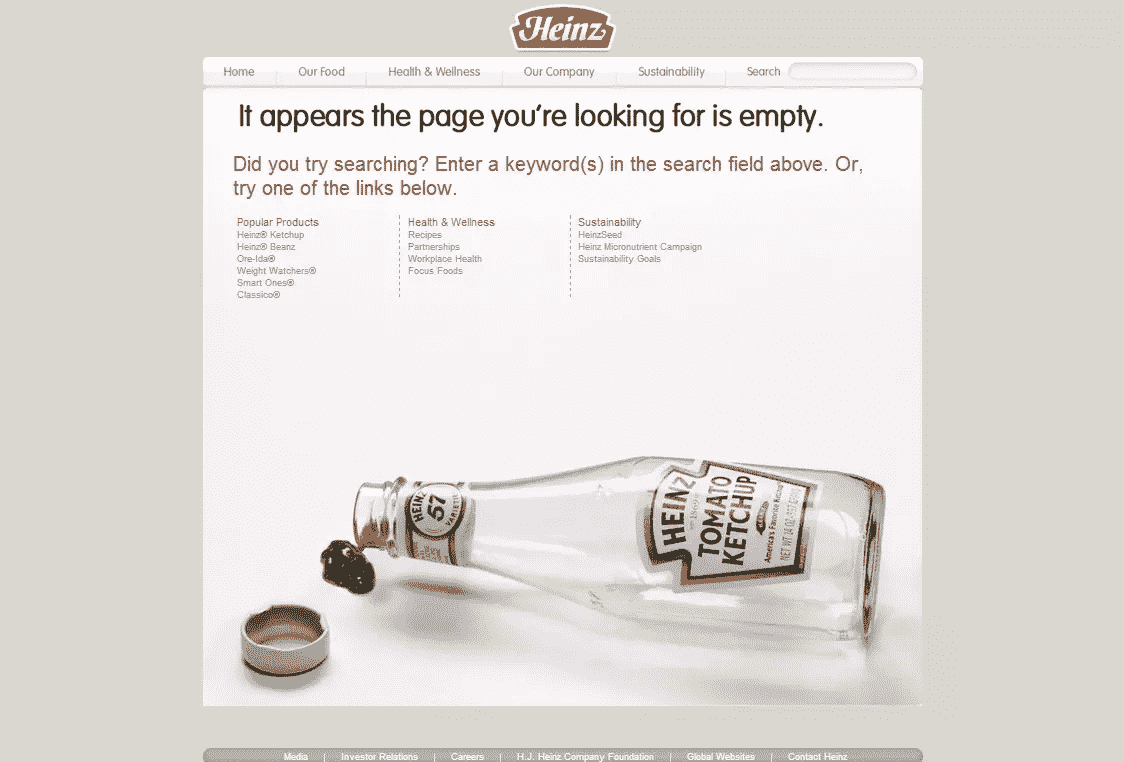 Heinz
Home
Our Food
Health & Wellness
Our Company
Sustainability
Search
It appears the page you're looking for is empty.
Did you try searching? Enter a keyword(s) in the search field above. Or,
try one of the links below.
Popular Products
Heinz® Ketchup
Heinz® Beanz
Ore-Ida®
Weight Watchers®
Smart Ones®
Classico®
Health & Wellness
Recipes
Partnerships
Workplace Health
Focus Foods
Sustainability
HeinzSeed
Heinz Micronutrient Campaign
Sustainability Goals
HEINZ
57
VARIETIES
HEINZ
TOMATO
KETCHUP
America's Favorite Ketchup
NET WT 14 OZ
Media
Investor Relations
Careers
H.J. Heinz Company Foundation
Global Websites
Contact Heinz